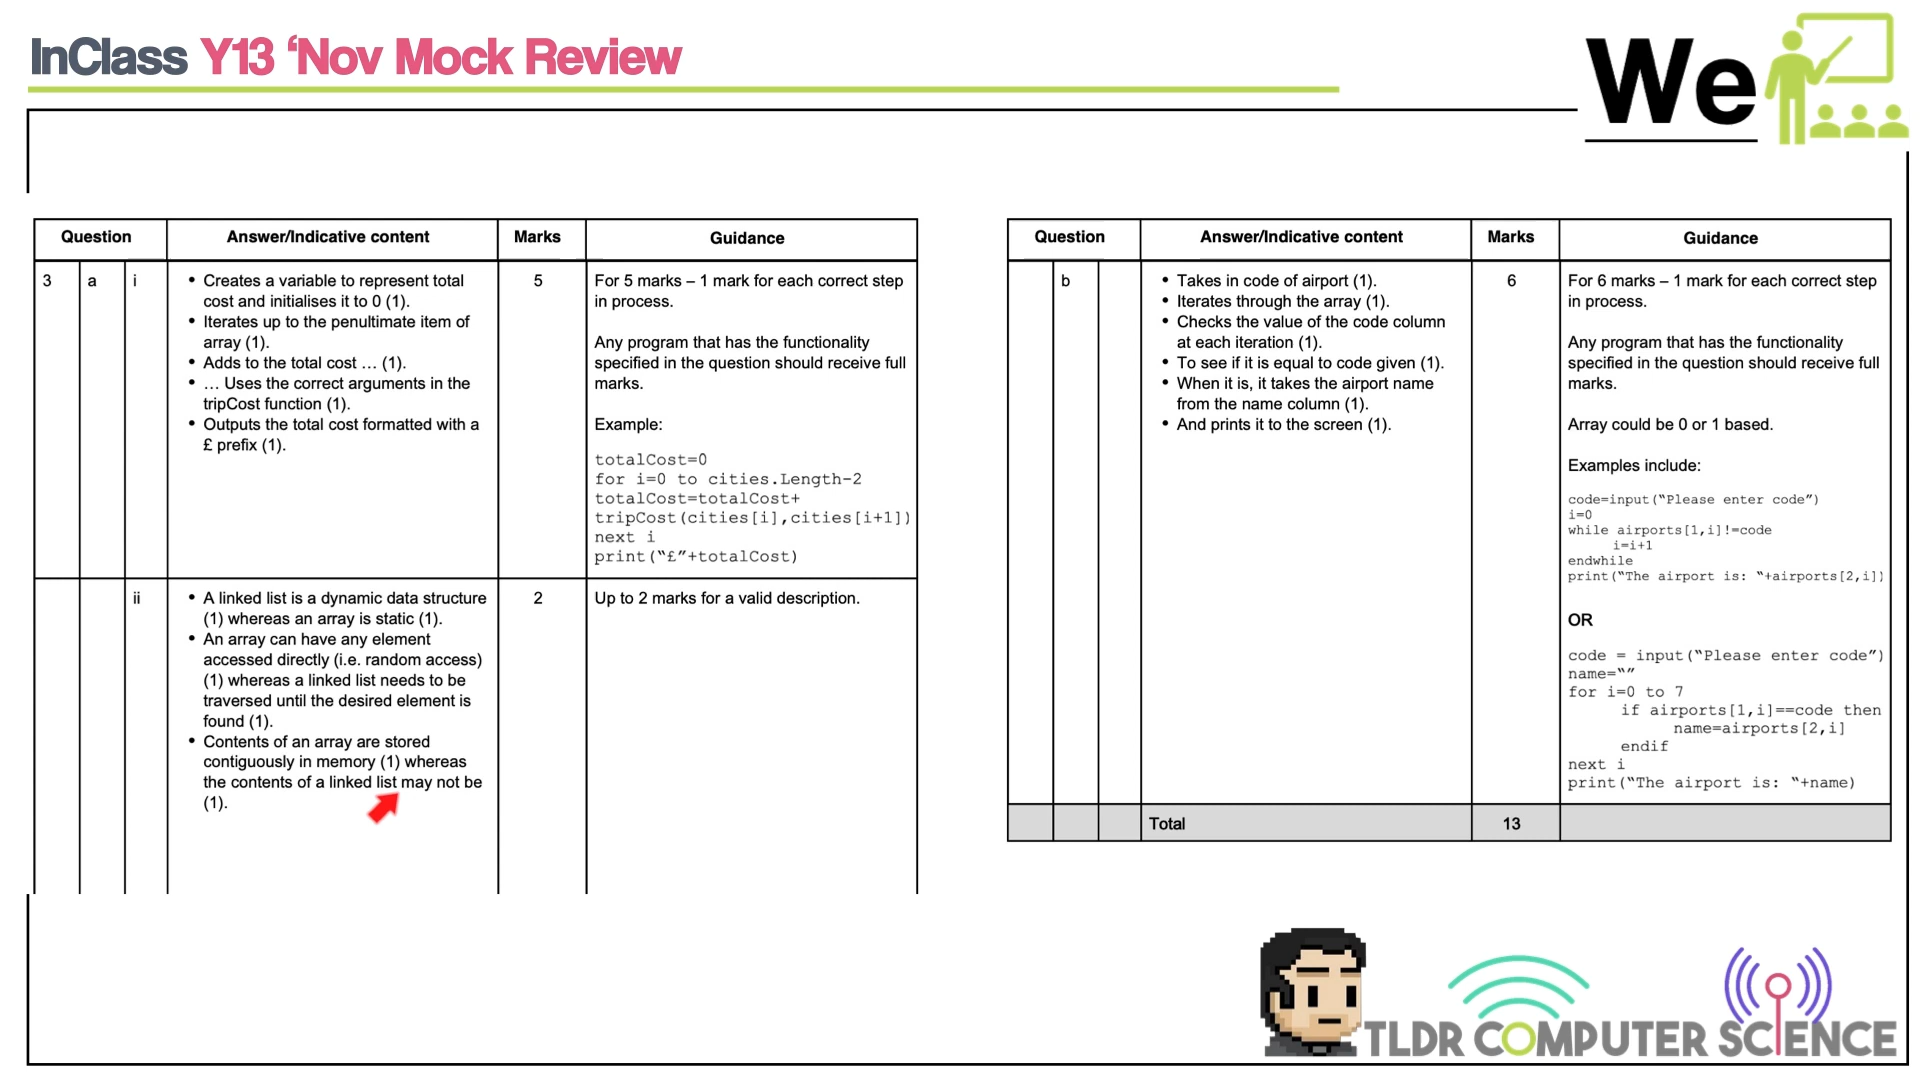 InClass Y13 ‘Nov Mock Review
We
Question Answer/Indicative content Marks Guidance
3 a i
• Creates a variable to represent total
cost and initialises it to 0 (1).
• Iterates up to the penultimate item of
array (1).
• Adds to the total cost … (1).
• … Uses the correct arguments in the
tripCost function (1).
• Outputs the total cost formatted with a
£ prefix (1).
5
For 5 marks – 1 mark for each correct step
in process.
Any program that has the functionality
specified in the question should receive full
marks.
Example:
totalCost=0
for i=0 to cities.Length-2
totalCost=totalCost+
tripCost(cities[i],cities[i+1])
next i
print(“£”+totalCost)
ii
• A linked list is a dynamic data structure
(1) whereas an array is static (1).
• An array can have any element
accessed directly (i.e. random access)
(1) whereas a linked list needs to be
traversed until the desired element is
found (1).
• Contents of an array are stored
contiguously in memory (1) whereas
the contents of a linked list may not be
(1).
2
Up to 2 marks for a valid description.
Question Answer/Indicative content Marks Guidance
b
• Takes in code of airport (1).
• Iterates through the array (1).
• Checks the value of the code column
at each iteration (1).
• To see if it is equal to code given (1).
• When it is, it takes the airport name
from the name column (1).
• And prints it to the screen (1).
6
For 6 marks – 1 mark for each correct step
in process.
Any program that has the functionality
specified in the question should receive full
marks.
Array could be 0 or 1 based.
Examples include:
code=input(“Please enter code”)
i=0
while airports[1,i]!=code
i=i+1
endwhile
print(“The airport is: “+airports[2,i])
OR
code = input(“Please enter code”)
name=“”
for i=0 to 7
if airports[1,i]==code then
name=airports[2,i]
endif
next i
print(“The airport is: “+name)
Total 13
TLDR COMPUTER SCIENCE